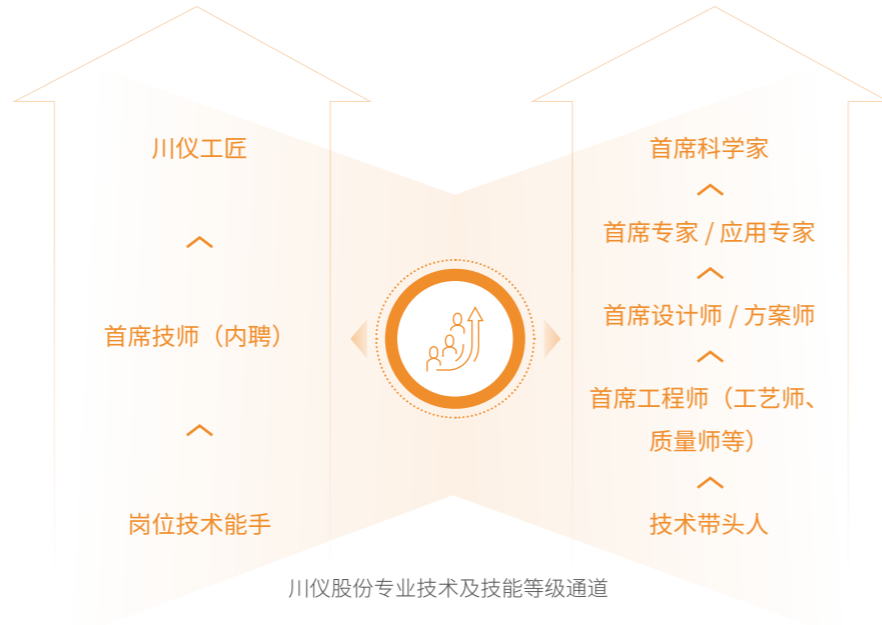 川仪工匠
首席技师（内聘）
岗位技术能手
首席科学家
首席专家 / 应用专家
首席设计师 / 方案师
首席工程师（工艺师、
质量师等）
技术带头人
川仪股份专业技术及技能等级通道